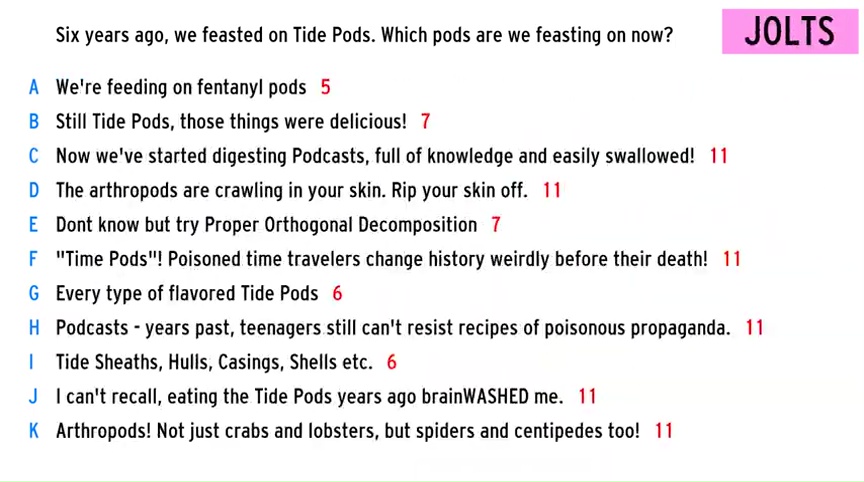 Six years ago, we feasted on Tide Pods. Which pods are we feasting on now?
JOLTS
A We're feeding on fentanyl pods 5
B Still Tide Pods, those things were delicious! 7
C Now we've started digesting Podcasts, full of knowledge and easily swallowed! 11
D The arthropods are crawling in your skin. Rip your skin off. 11
E Dont know but try Proper Orthogonal Decomposition 7
F "Time Pods"! Poisoned time travelers change history weirdly before their death! 11
G Every type of flavored Tide Pods 6
H Podcasts - years past, teenagers still can't resist recipes of poisonous propaganda. 11
I Tide Sheaths, Hulls, Casings, Shells etc. 6
J I can't recall, eating the Tide Pods years ago brainWASHED me. 11
K Arthropods! Not just crabs and lobsters, but spiders and centipedes too! 11